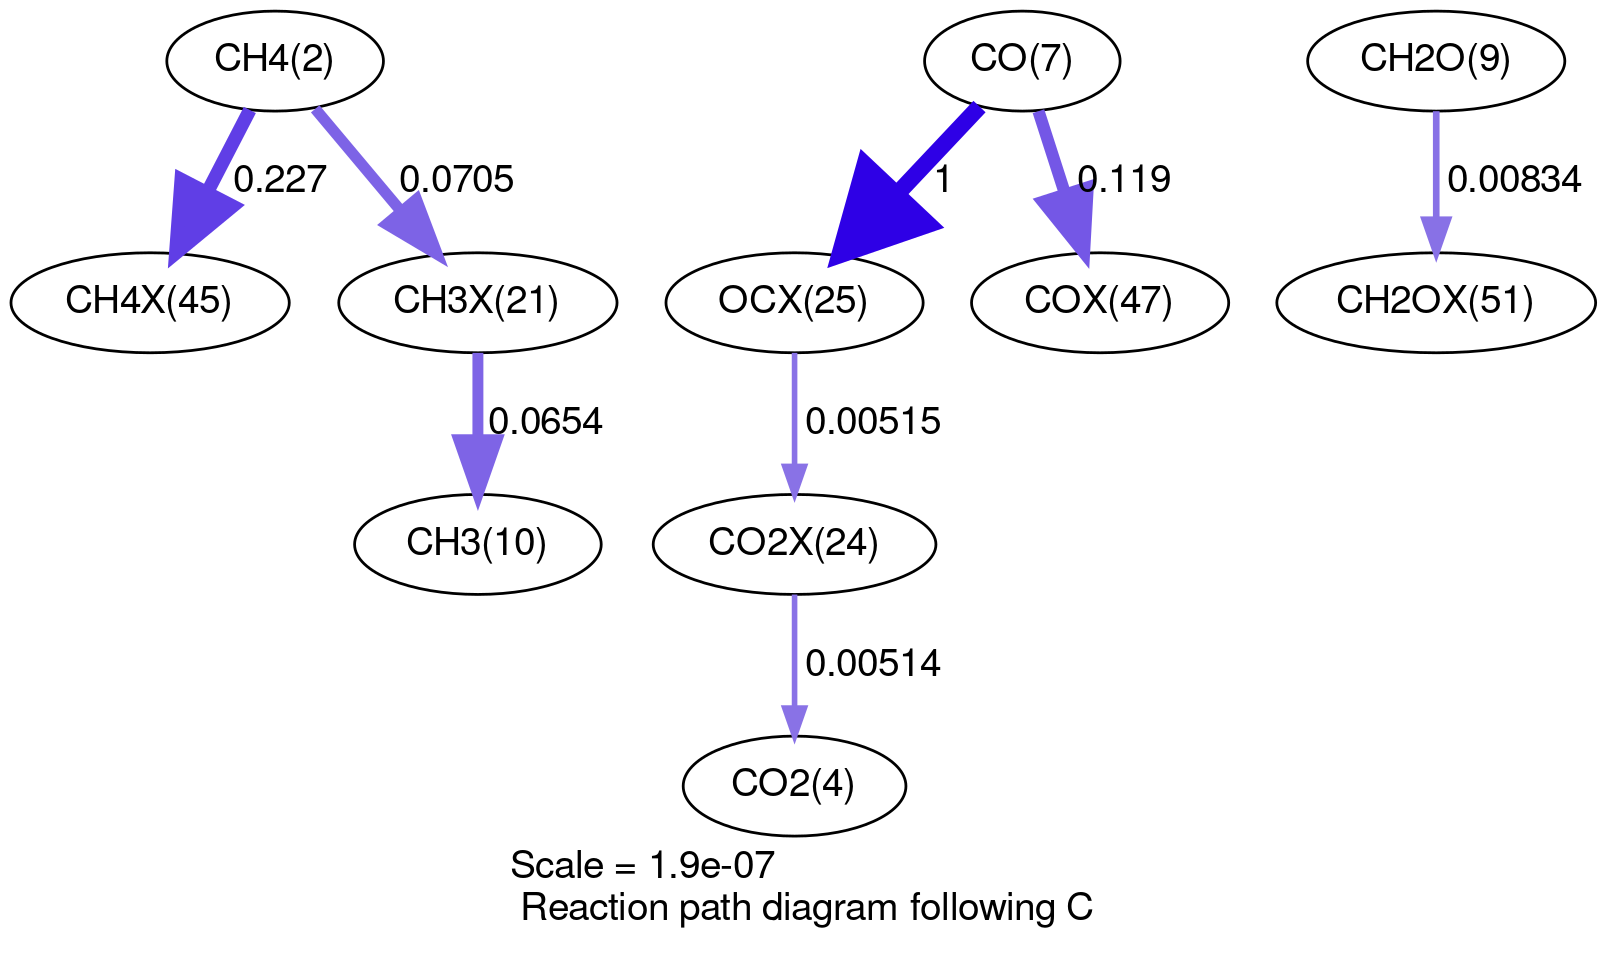 CH4(2)
CO(7)
CH2O(9)
0.227
0.0705
1
0.119
0.00834
CH4X(45)
CH3X(21)
OCX(25)
COX(47)
CH2OX(51)
0.0654
0.00515
CH3(10)
CO2X(24)
0.00514
CO2(4)
Scale = 1.9e-07
Reaction path diagram following C